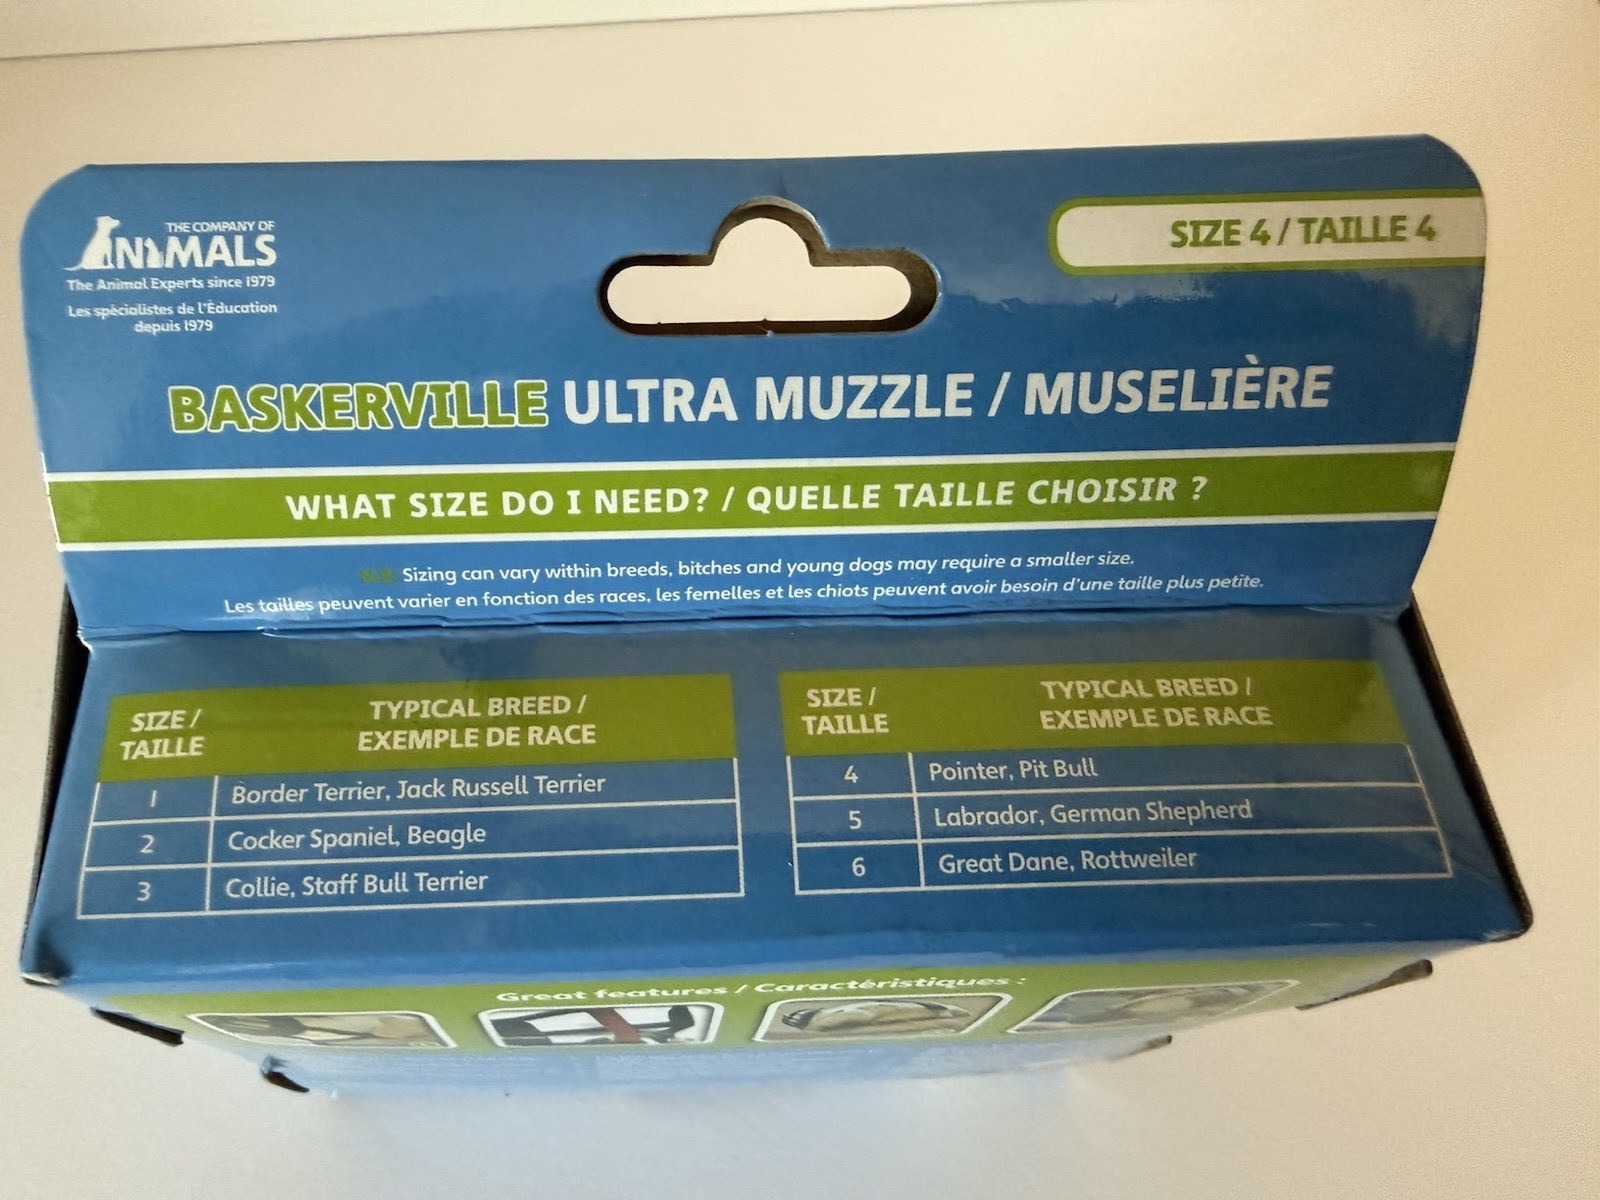 THE COMPANY OF
ANIMALS
The Animal Experts since 1979
Les spécialistes de l'Éducation
depuis 1979
SIZE 4 / TAILLE 4
BASKERVILLE ULTRA MUZZLE / MUSELIÈRE
WHAT SIZE DO I NEED? / QUELLE TAILLE CHOISIR ?
N.B. Sizing can vary within breeds, bitches and young dogs may require a smaller size.
Les tailles peuvent varier en fonction des races, les femelles et les chiots peuvent avoir besoin d'une taille plus petite.
SIZE / TAILLE
TYPICAL BREED / EXEMPLE DE RACE
1 Border Terrier, Jack Russell Terrier
2 Cocker Spaniel, Beagle
3 Collie, Staff Bull Terrier
SIZE / TAILLE
TYPICAL BREED / EXEMPLE DE RACE
4 Pointer, Pit Bull
5 Labrador, German Shepherd
6 Great Dane, Rottweiler
Great features / Caractéristiques :